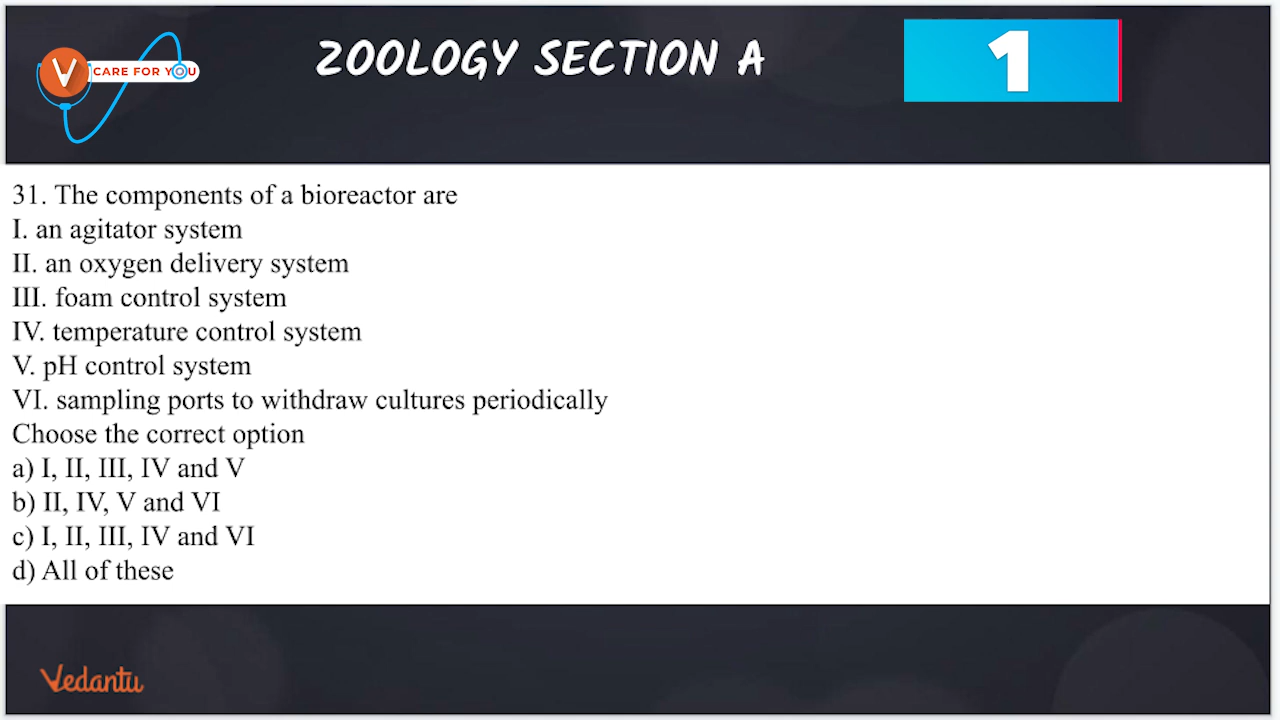 V CARE FOR YOU
ZOOLOGY SECTION A
1
31. The components of a bioreactor are
I. an agitator system
II. an oxygen delivery system
III. foam control system
IV. temperature control system
V. pH control system
VI. sampling ports to withdraw cultures periodically
Choose the correct option
a) I, II, III, IV and V
b) II, IV, V and VI
c) I, II, III, IV and VI
d) All of these
Vedantu